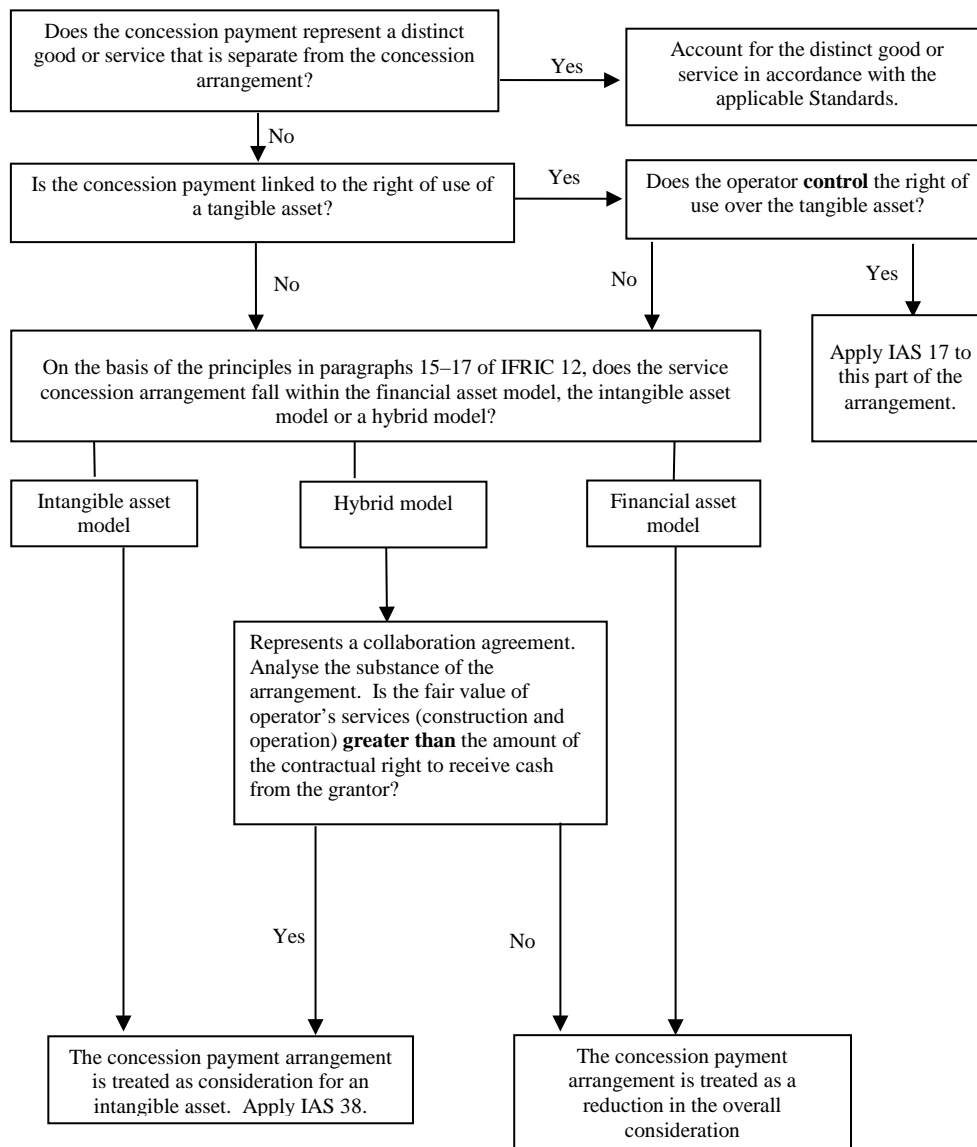 Does the concession payment represent a distinct
good or service that is separate from the concession
arrangement?
Yes
Account for the distinct good or
service in accordance with the
applicable Standards.
No
Is the concession payment linked to the right of use of
a tangible asset?
Yes
Does the operator control the right of
use over the tangible asset?
No
No
Yes
On the basis of the principles in paragraphs 15–17 of IFRIC 12, does the service
concession arrangement fall within the financial asset model, the intangible asset
model or a hybrid model?
Apply IAS 17 to
this part of the
arrangement.
Intangible asset
model
Hybrid model
Financial asset
model
Represents a collaboration agreement.
Analyse the substance of the
arrangement.  Is the fair value of
operator’s services (construction and
operation) greater than the amount of
the contractual right to receive cash
from the grantor?
Yes
No
The concession payment arrangement
is treated as consideration for an
intangible asset.  Apply IAS 38.
The concession payment
arrangement is treated as a
reduction in the overall
consideration